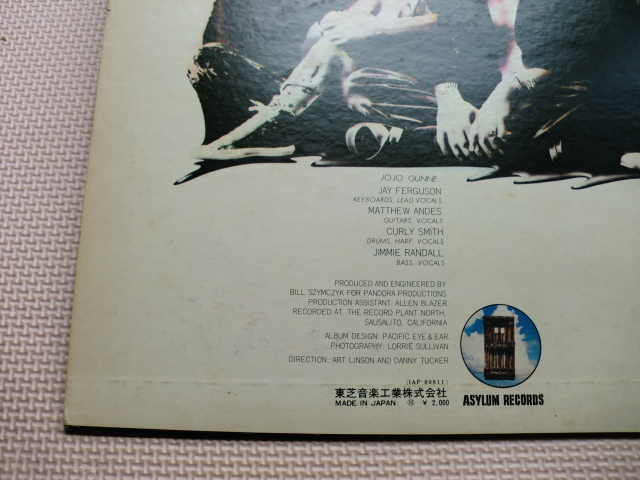 JOJO GUNNE:
JAY FERGUSON
KEYBOARDS, LEAD VOCALS
MATTHEW ANDES
GUITARS, VOCALS
CURLY SMITH
DRUMS, HARP, VOCALS
JIMMIE RANDALL
BASS, VOCALS
PRODUCED AND ENGINEERED BY
BILL SZYMCZYK FOR PANDORA PRODUCTIONS
PRODUCTION ASSISTANT: ALLEN BLAZER
RECORDED AT THE RECORD PLANT NORTH,
SAUSALITO, CALIFORNIA
ALBUM DESIGN: PACIFIC EYE & EAR
PHOTOGRAPHY: LORRIE SULLIVAN
DIRECTION: ART LINSON AND DANNY TUCKER
(IAP-80811)
東芝音楽工業株式会社
MADE IN JAPAN ¥2,000
ASYLUM RECORDS